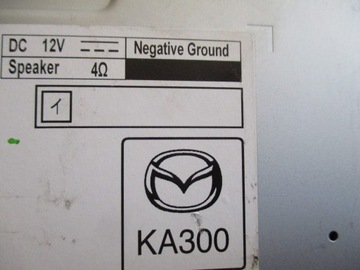 DC 12V Negative Ground
Speaker 4Ω
イ
KA300